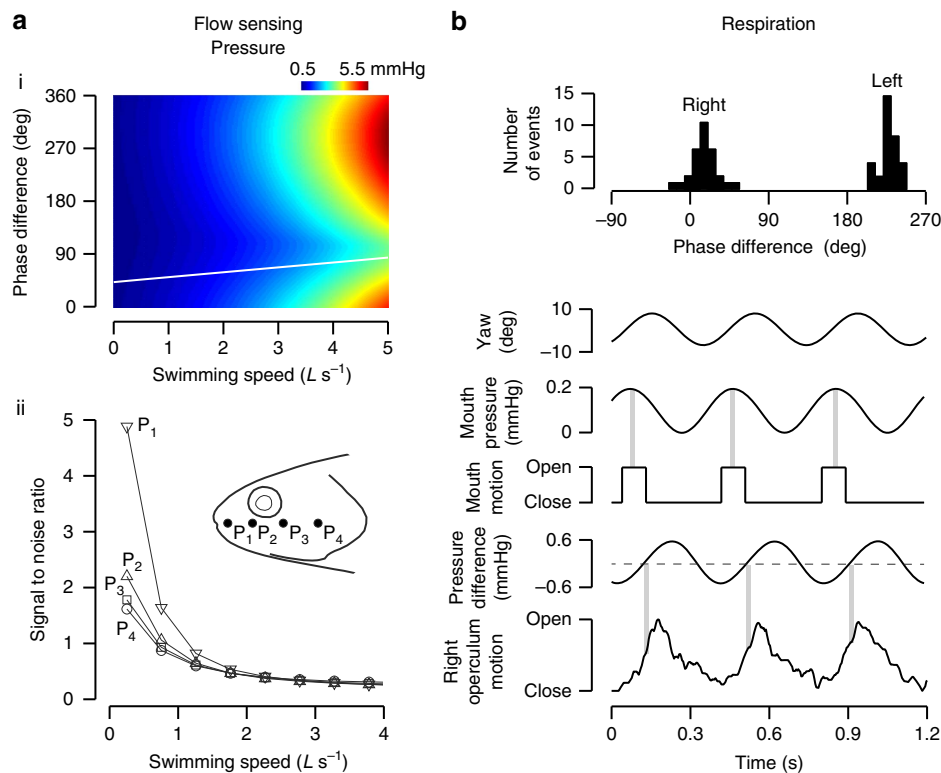 a
Flow sensing
Pressure
i
0.5 5.5 mmHg
360
270
180
90
0
Phase difference (deg)
0 1 2 3 4 5
Swimming speed (L s⁻¹)
ii
5
4
3
2
1
0
Signal to noise ratio
P₁
P₂
P₃
P₄
P₁ P₂ P₃ P₄
0 1 2 3 4
Swimming speed (L s⁻¹)
b
Respiration
15
10
5
0
Number
of events
Right
Left
−90 0 90 180 270
Phase difference (deg)
Yaw
(deg)
10
−10
Mouth
pressure
(mmHg)
0.2
0
Mouth
motion
Open
Close
Pressure
difference
(mmHg)
0.6
−0.6
Right
operculum
motion
Open
Close
0 0.3 0.6 0.9 1.2
Time (s)